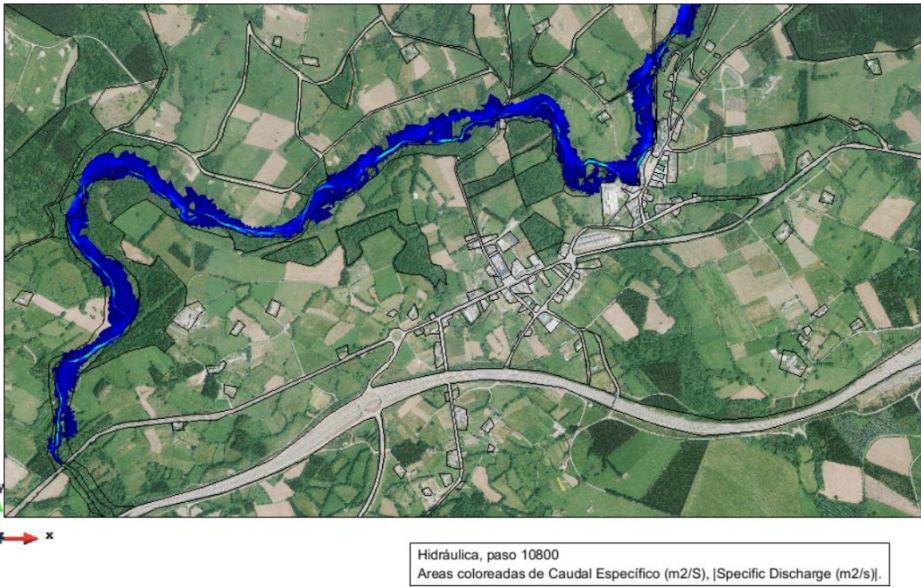 x
Hidráulica, paso 10800
Areas coloreadas de Caudal Específico (m2/S), |Specific Discharge (m2/s)|.